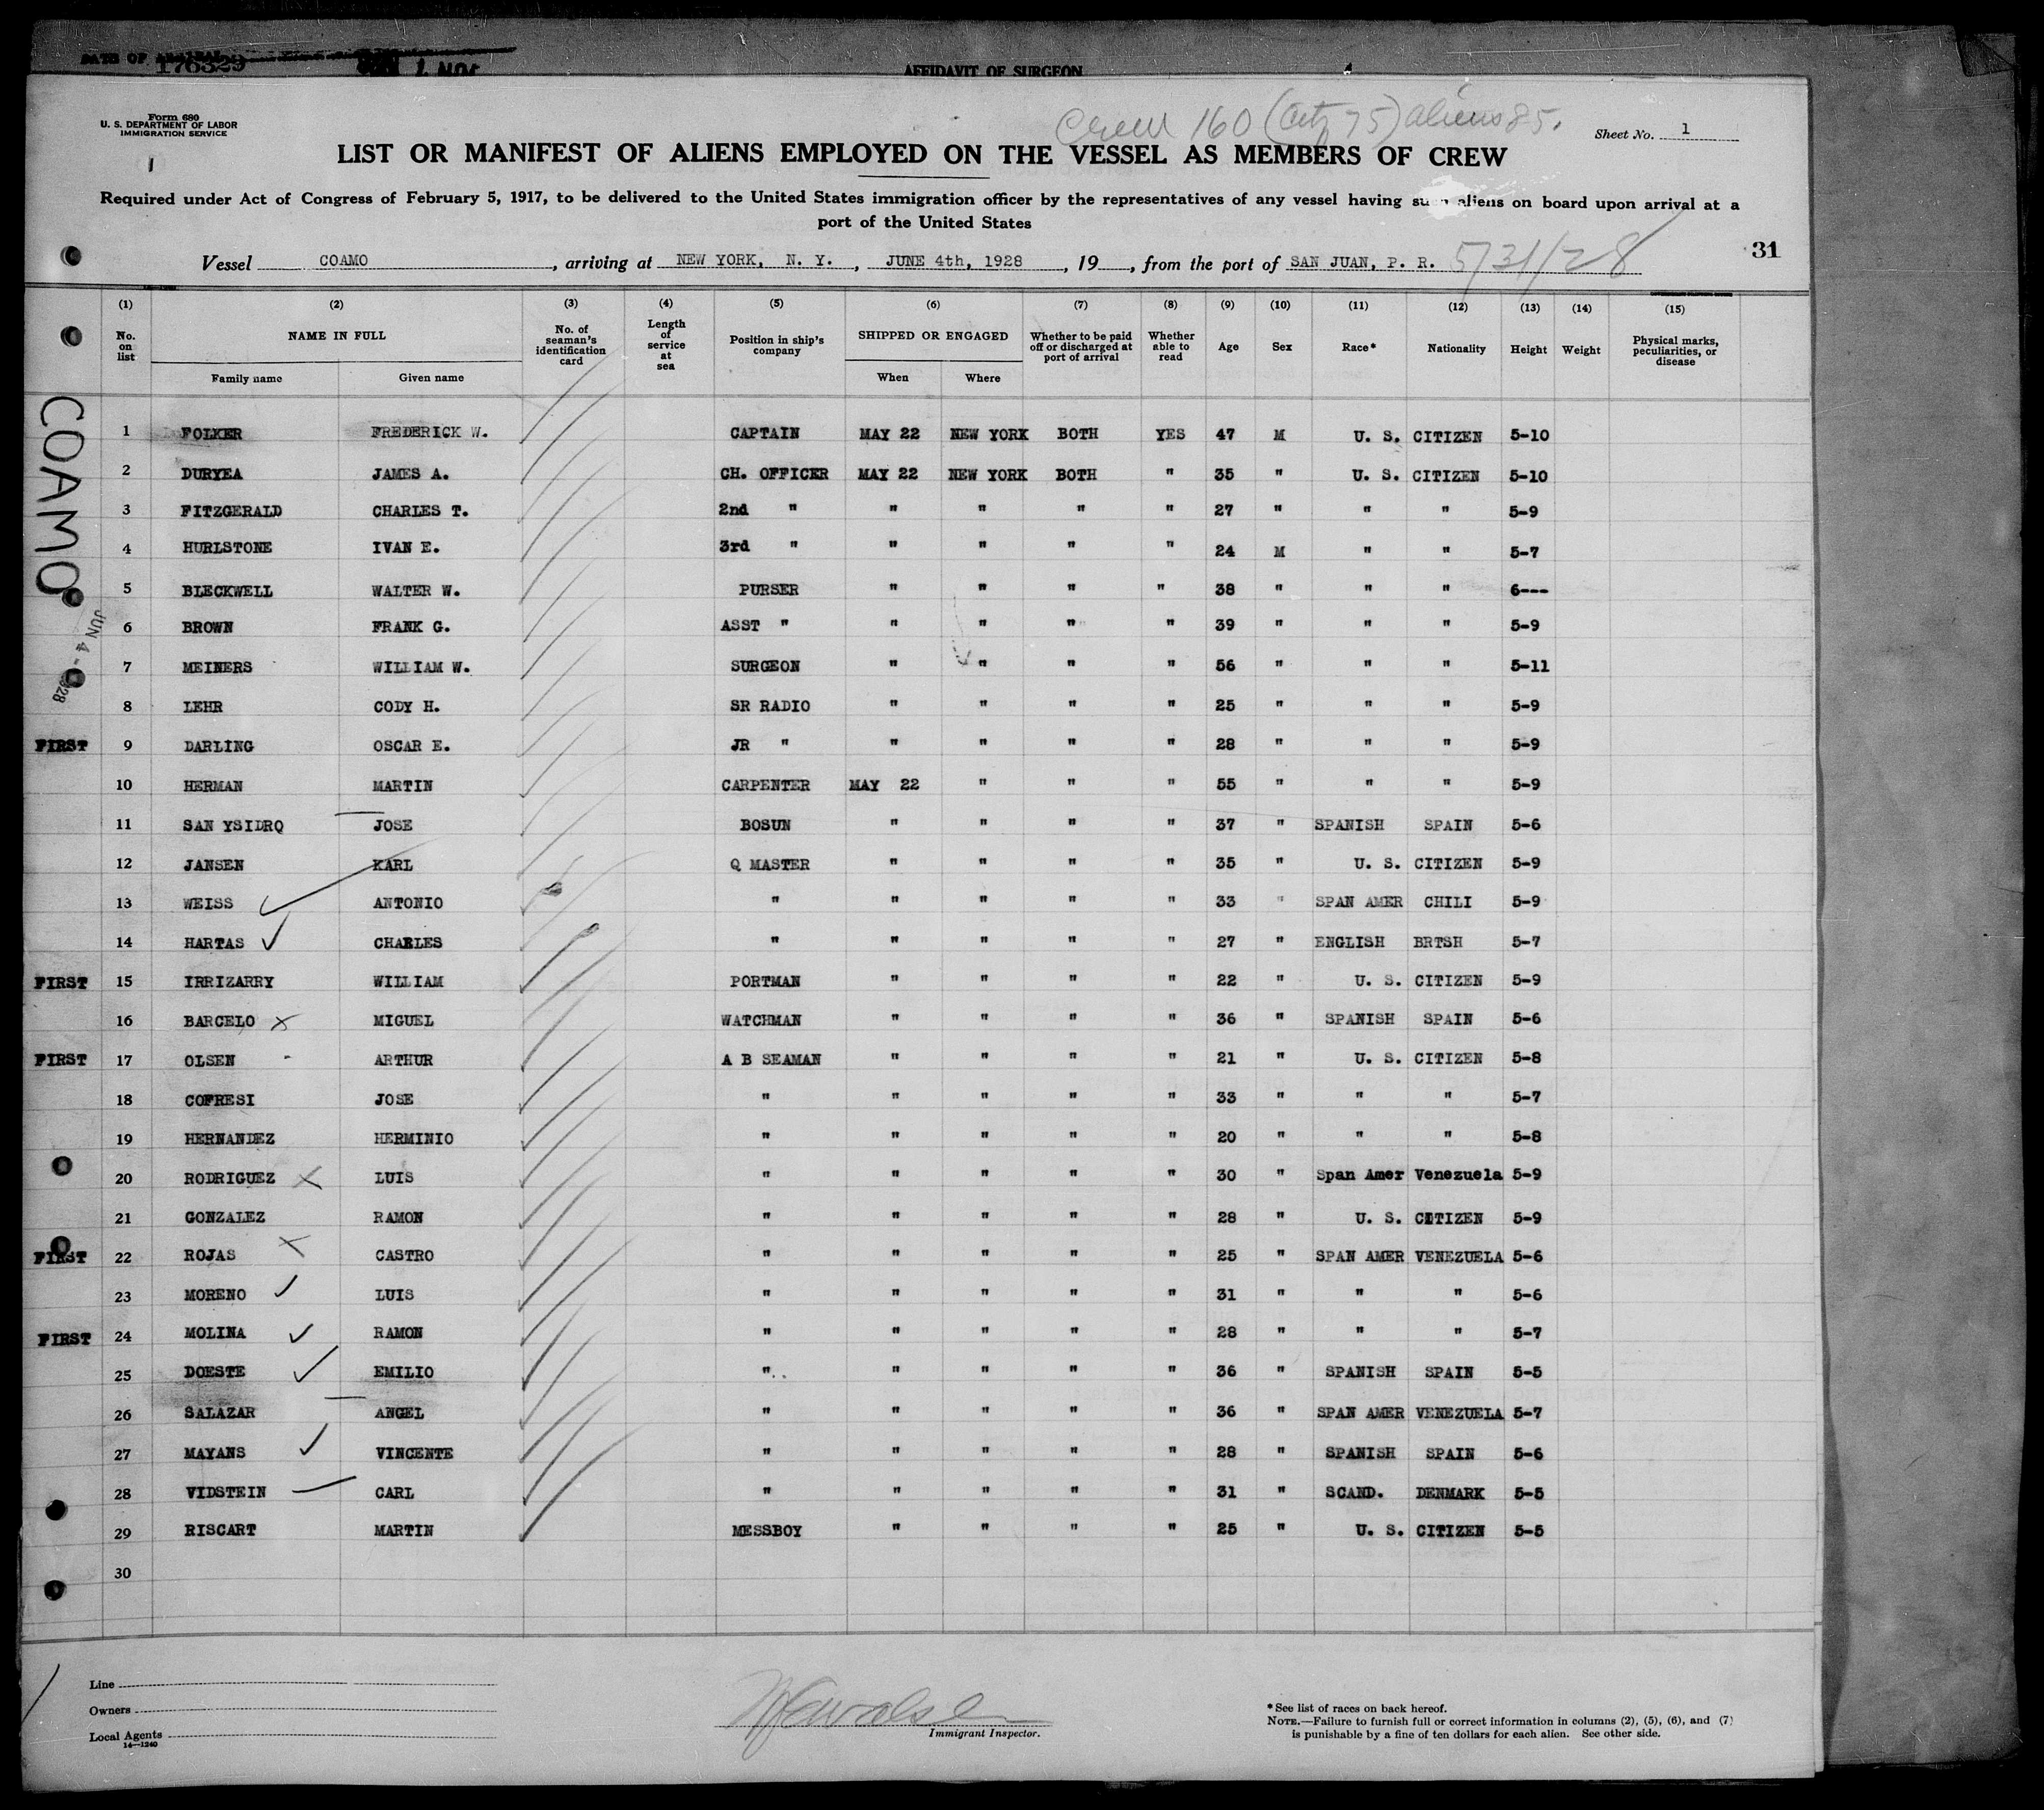 DATE OF ARRIVAL
176329
AFFIDAVIT OF SURGEON
Form 680
U. S. DEPARTMENT OF LABOR
IMMIGRATION SERVICE
1
Crew 160 (Citz 75) aliens 85.
Sheet No. 1
LIST OR MANIFEST OF ALIENS EMPLOYED ON THE VESSEL AS MEMBERS OF CREW
Required under Act of Congress of February 5, 1917, to be delivered to the United States immigration officer by the representatives of any vessel having such aliens on board upon arrival at a
port of the United States
Vessel COAMO, arriving at NEW YORK, N. Y., JUNE 4th, 1928, 19__, from the port of SAN JUAN, P. R. 5/31/28
31
(1) (2) (3) (4) (5) (6) (7) (8) (9) (10) (11) (12) (13) (14) (15)
No. on list NAME IN FULL No. of seaman's identification card Length of service at sea Position in ship's company SHIPPED OR ENGAGED Whether to be paid off or discharged at port of arrival Whether able to read Age Sex Race* Nationality Height Weight Physical marks, peculiarities, or disease
Family name Given name When Where
COAMO
JUN 4 - 1928
1 FOLKER FREDERICK W. CAPTAIN MAY 22 NEW YORK BOTH YES 47 M U. S. CITIZEN 5-10
2 DURYEA JAMES A. CH. OFFICER MAY 22 NEW YORK BOTH " 35 " U. S. CITIZEN 5-10
3 FITZGERALD CHARLES T. 2nd " " " " " 27 " " " 5-9
4 HURLSTONE IVAN E. 3rd " " " " " 24 M " " 5-7
5 BLECKWELL WALTER W. PURSER " " " " 38 " " " 6---
6 BROWN FRANK G. ASST " " " " " 39 " " " 5-9
7 MEINERS WILLIAM W. SURGEON " " " " 56 " " " 5-11
8 LEHR CODY H. SR RADIO " " " " 25 " " " 5-9
FIRST 9 DARLING OSCAR E. JR " " " " " 28 " " " 5-9
10 HERMAN MARTIN CARPENTER MAY 22 " " " 55 " " " 5-9
11 SAN YSIDRO JOSE BOSUN " " " " 37 " SPANISH SPAIN 5-6
12 JANSEN KARL Q MASTER " " " " 35 " U. S. CITIZEN 5-9
13 WEISS ANTONIO " " " " " 33 " SPAN AMER CHILI 5-9
14 HARTAS CHARLES " " " " " 27 " ENGLISH BRTSH 5-7
FIRST 15 IRRIZARRY WILLIAM PORTMAN " " " " 22 " U. S. CITIZEN 5-9
16 BARCELO MIGUEL WATCHMAN " " " " 36 " SPANISH SPAIN 5-6
FIRST 17 OLSEN ARTHUR A B SEAMAN " " " " 21 " U. S. CITIZEN 5-8
18 COFRESI JOSE " " " " " 33 " " " 5-7
19 HERNANDEZ HERMINIO " " " " " 20 " " " 5-8
20 RODRIGUEZ LUIS " " " " " 30 " Span Amer Venezuela 5-9
21 GONZALEZ RAMON " " " " " 28 " U. S. CITIZEN 5-9
FIRST 22 ROJAS CASTRO " " " " " 25 " SPAN AMER VENEZUELA 5-6
23 MORENO LUIS " " " " " 31 " " " 5-6
FIRST 24 MOLINA RAMON " " " " " 28 " " " 5-7
25 DOESTE EMILIO " " " " " 36 " SPANISH SPAIN 5-5
26 SALAZAR ANGEL " " " " " 36 " SPAN AMER VENEZUELA 5-7
27 MAYANS VINCENTE " " " " " 28 " SPANISH SPAIN 5-6
28 VIDSTEIN CARL " " " " " 31 " SCAND. DENMARK 5-5
29 RISCART MARTIN MESSBOY " " " " 25 " U. S. CITIZEN 5-5
30
Line
Owners
Local Agents
14-1240
Immigrant Inspector.
*See list of races on back hereof.
NOTE.—Failure to furnish full or correct information in columns (2), (5), (6), and (7)
is punishable by a fine of ten dollars for each alien. See other side.